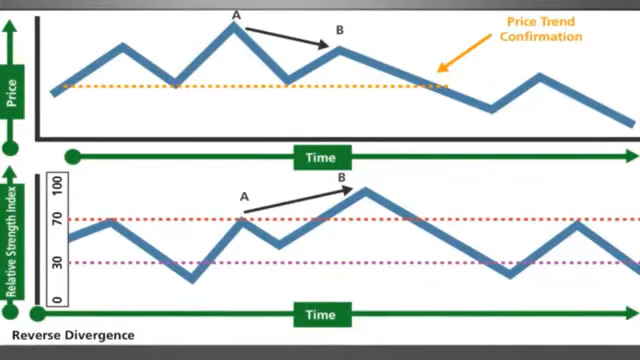 A
B
Price Trend
Confirmation
Price
Time
100
70
30
0
Relative Strength Index
A
B
Time
Reverse Divergence